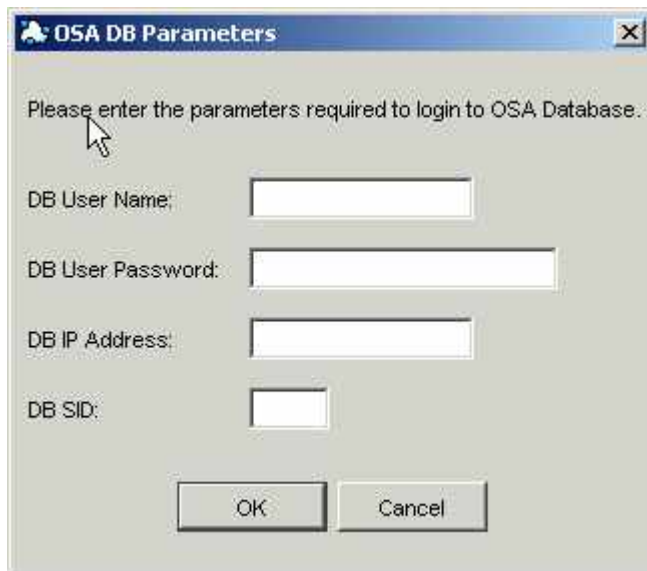 OSA DB Parameters
Please enter the parameters required to login to OSA Database.
DB User Name:
DB User Password:
DB IP Address:
DB SID:
OK Cancel